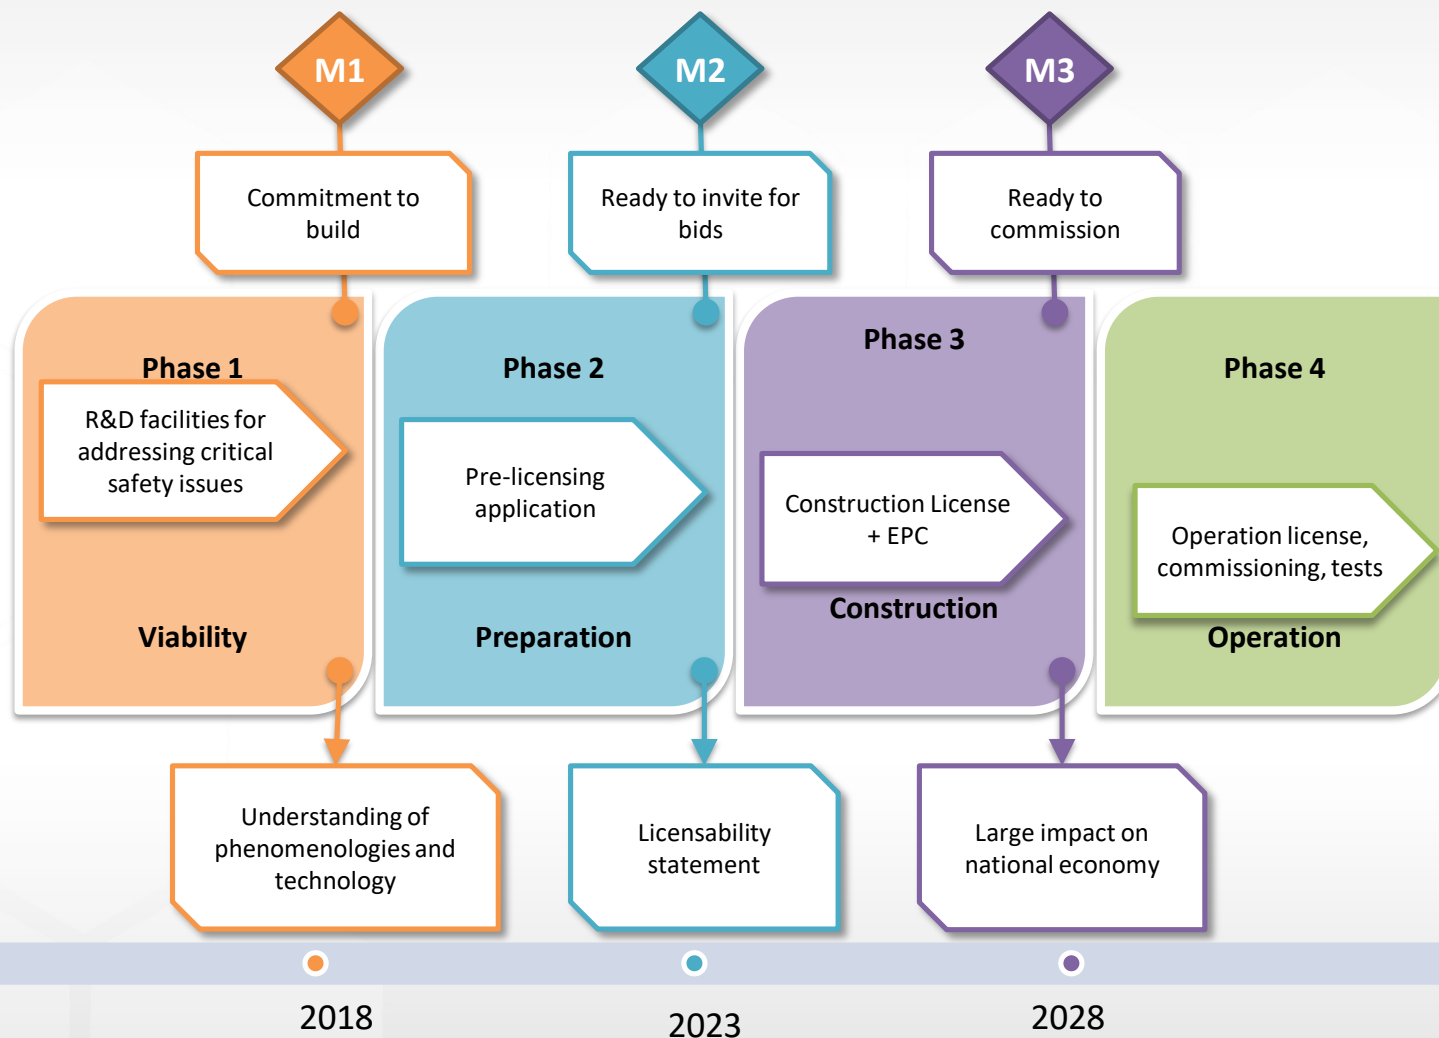 M1
M2
M3
Commitment to
build
Ready to invite for
bids
Ready to
commission
Phase 1
R&D facilities for
addressing critical
safety issues
Viability
Phase 2
Pre-licensing
application
Preparation
Phase 3
Construction License
+ EPC
Construction
Phase 4
Operation license,
commissioning, tests
Operation
Understanding of
phenomenologies and
technology
Licensability
statement
Large impact on
national economy
2018
2023
2028